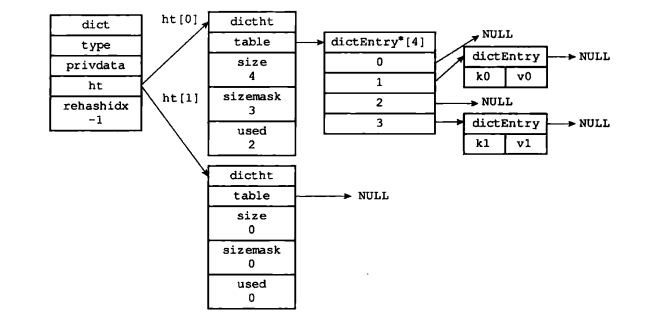 dict
type
privdata
ht
rehashidx
-1
ht[0]
ht[1]
dictht
table
size
4
sizemask
3
used
2
dictEntry*[4]
0
1
2
3
NULL
dictEntry
k0 v0
NULL
NULL
dictEntry
k1 v1
NULL
dictht
table
size
0
sizemask
0
used
0
NULL